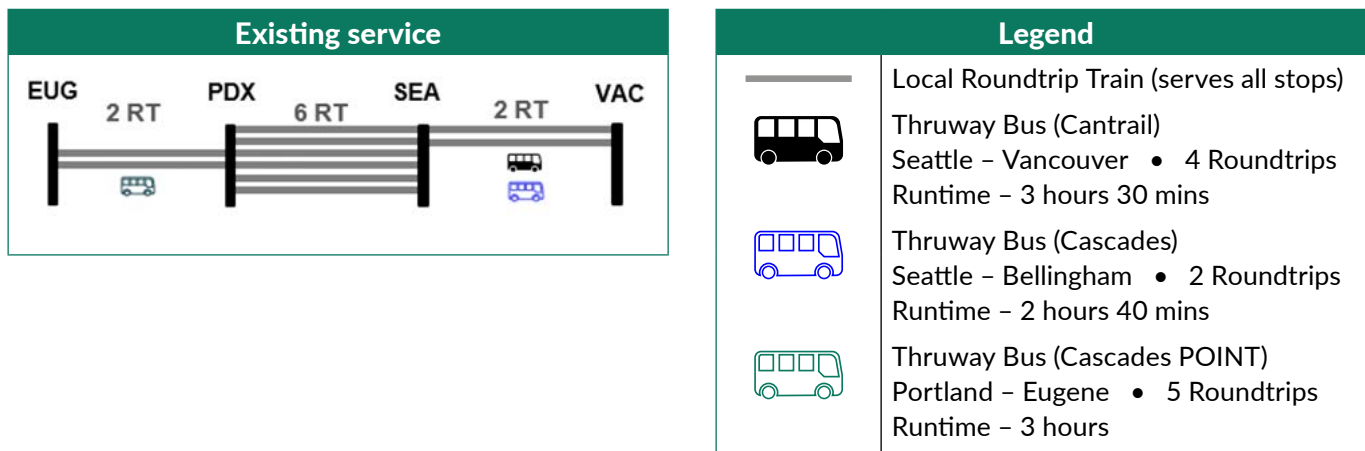 Existing service
EUG
PDX
SEA
VAC
2 RT
6 RT
2 RT
Legend
Local Roundtrip Train (serves all stops)
Thruway Bus (Cantrail)
Seattle – Vancouver • 4 Roundtrips
Runtime – 3 hours 30 mins
Thruway Bus (Cascades)
Seattle – Bellingham • 2 Roundtrips
Runtime – 2 hours 40 mins
Thruway Bus (Cascades POINT)
Portland – Eugene • 5 Roundtrips
Runtime – 3 hours